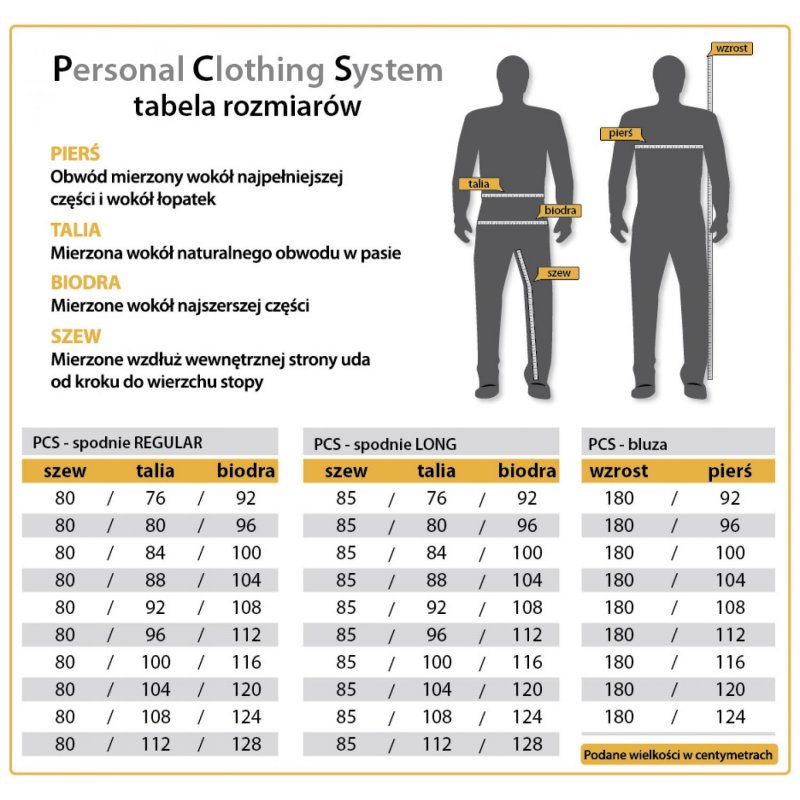 Personal Clothing System
tabela rozmiarów
PIERŚ
Obwód mierzony wokół najpełniejszej
części i wokół łopatek
TALIA
Mierzona wokół naturalnego obwodu w pasie
BIODRA
Mierzone wokół najszerszej części
SZEW
Mierzone wzdłuż wewnętrznej strony uda
od kroku do wierzchu stopy
wzrost
pierś
talia
biodra
szew
PCS - spodnie REGULAR
szew talia biodra
80 / 76 / 92
80 / 80 / 96
80 / 84 / 100
80 / 88 / 104
80 / 92 / 108
80 / 96 / 112
80 / 100 / 116
80 / 104 / 120
80 / 108 / 124
80 / 112 / 128
PCS - spodnie LONG
szew talia biodra
85 / 76 / 92
85 / 80 / 96
85 / 84 / 100
85 / 88 / 104
85 / 92 / 108
85 / 96 / 112
85 / 100 / 116
85 / 104 / 120
85 / 108 / 124
85 / 112 / 128
PCS - bluza
wzrost pierś
180 / 92
180 / 96
180 / 100
180 / 104
180 / 108
180 / 112
180 / 116
180 / 120
180 / 124
Podane wielkości w centymetrach